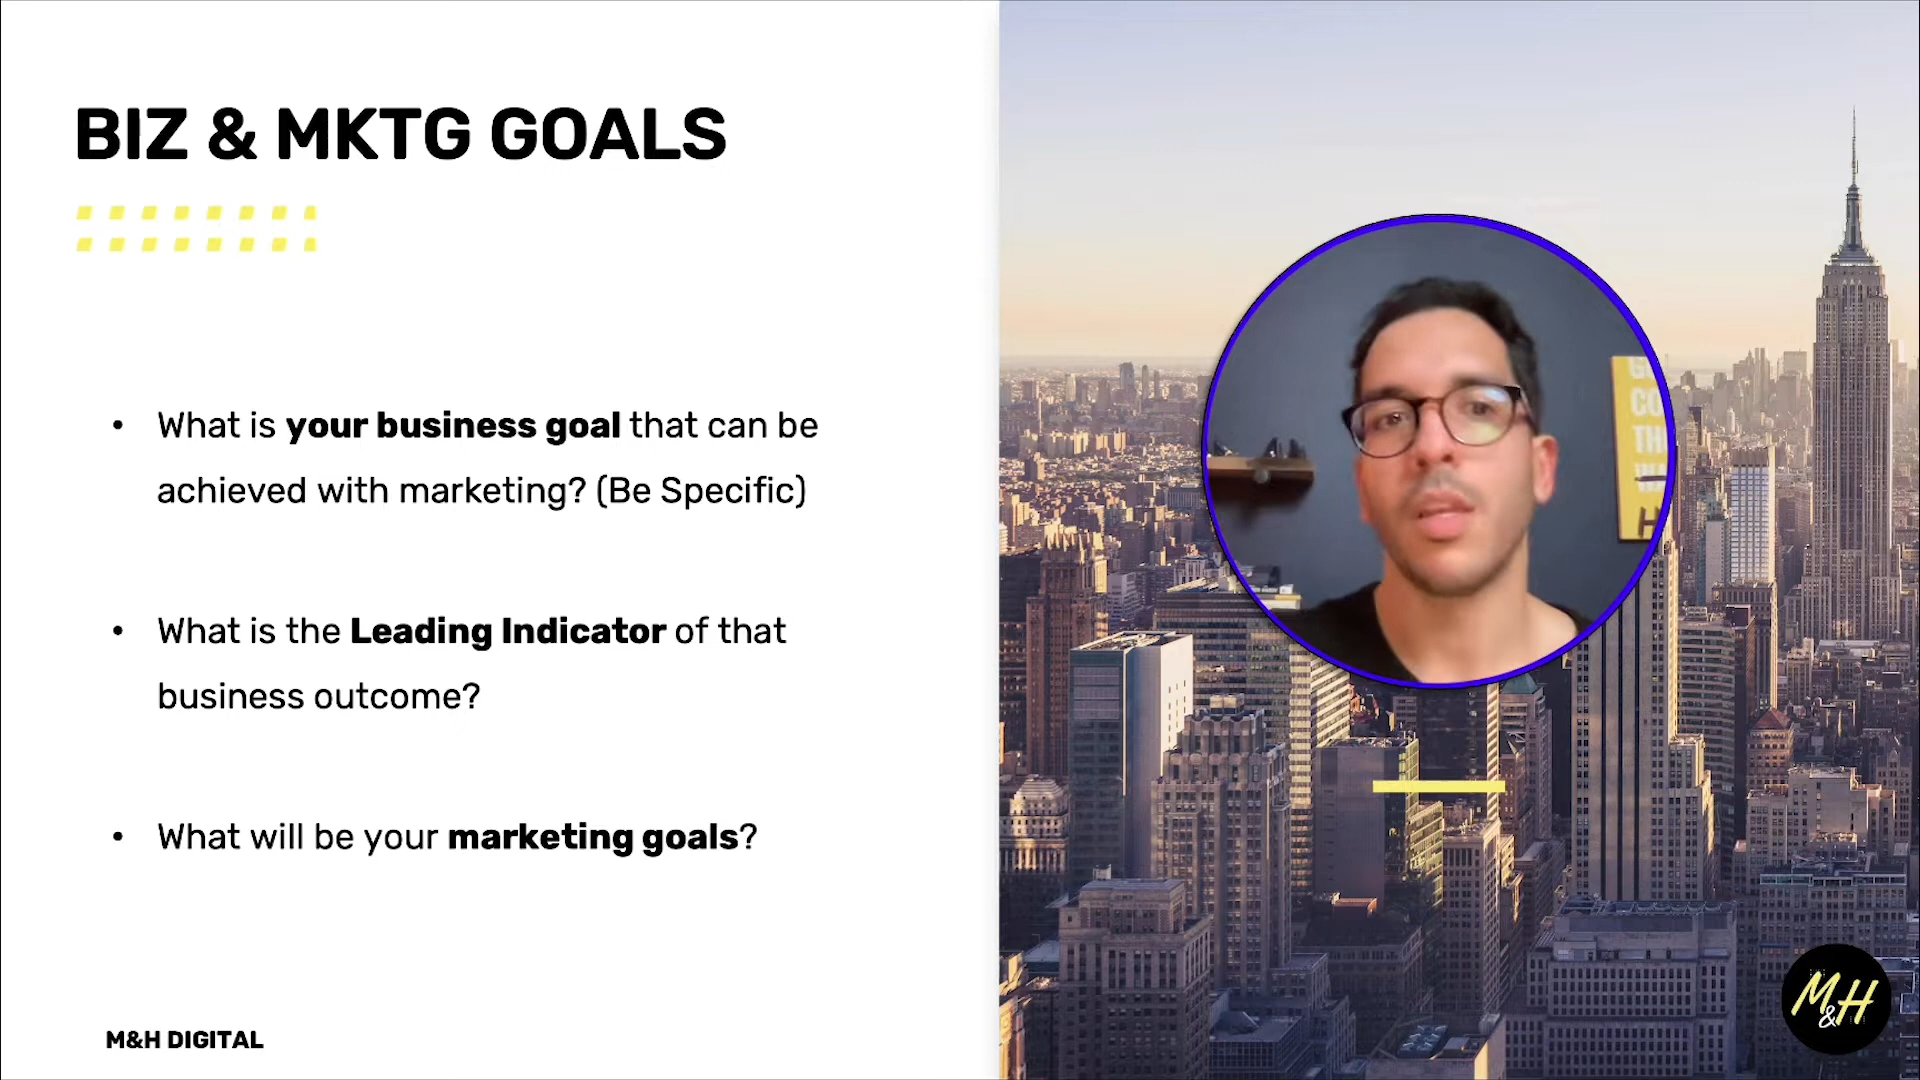 BIZ & MKTG GOALS
• What is your business goal that can be
achieved with marketing? (Be Specific)
• What is the Leading Indicator of that
business outcome?
• What will be your marketing goals?
M&H DIGITAL
CO
M&H